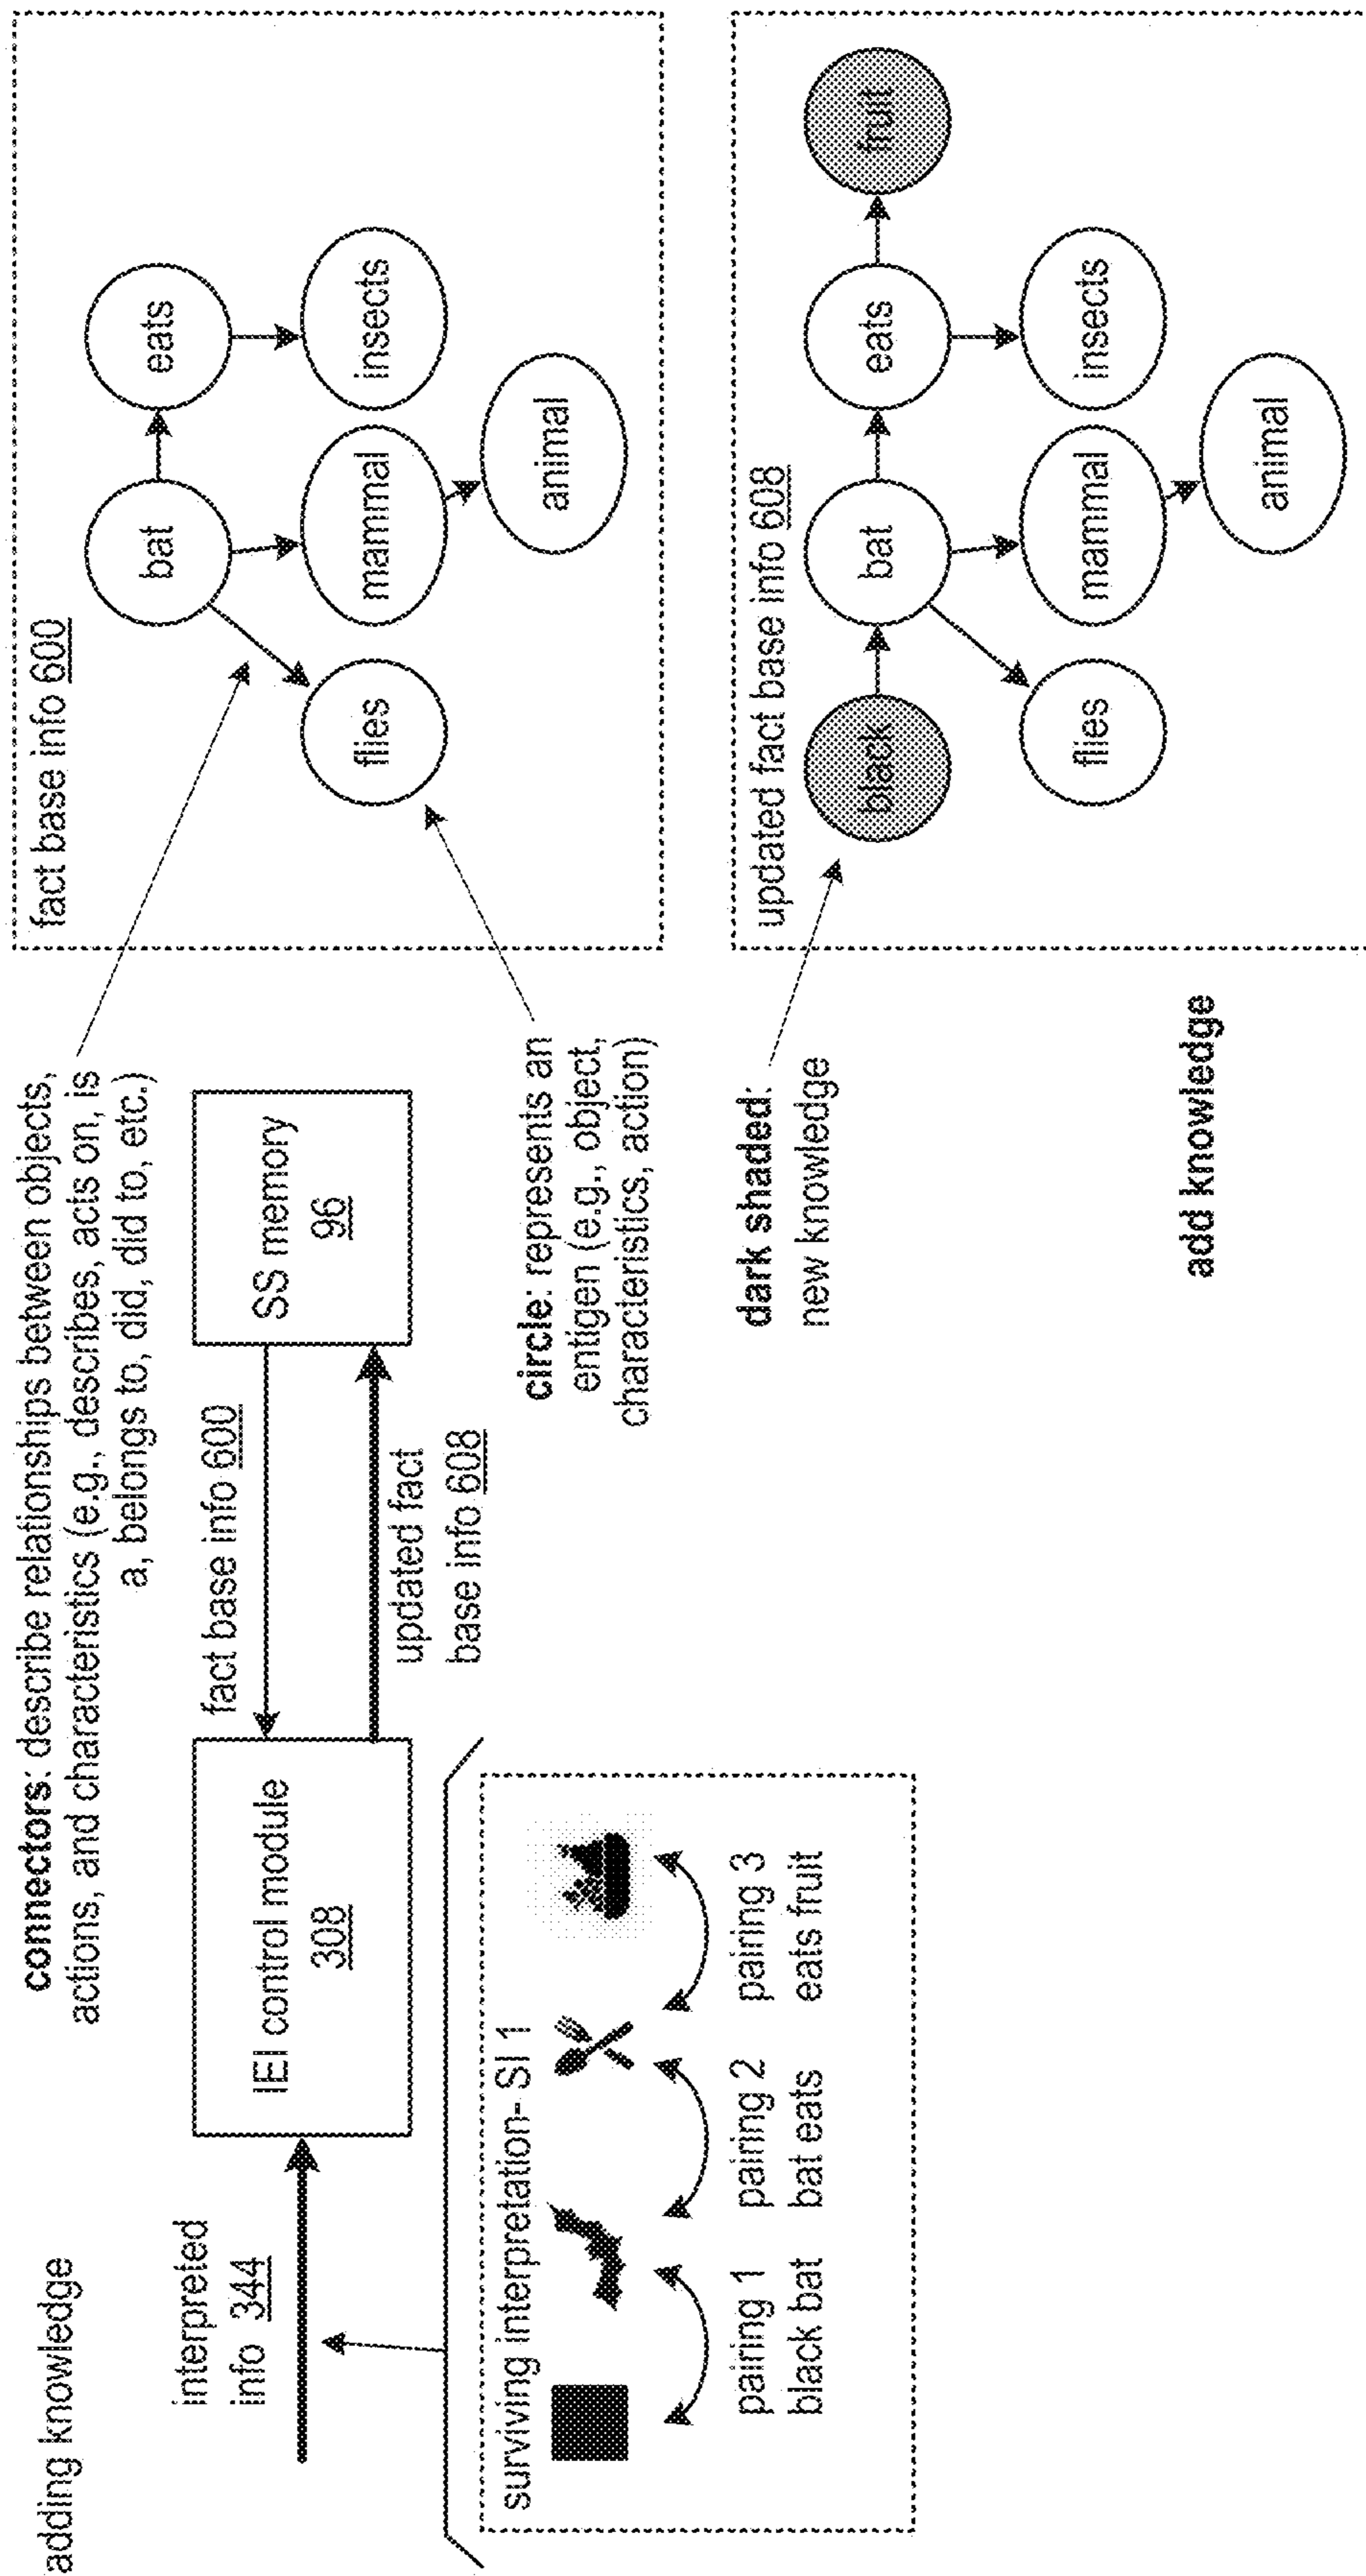 adding knowledge
connectors: describe relationships between objects,
actions, and characteristics (e.g., describes, acts on, is
a, belongs to, did, did to, etc.)
interpreted
info 344
IEI control module
308
fact base info 600
updated fact
base info 608
SS memory
96
surviving interpretation- SI 1
pairing 1
black bat
pairing 2
bat eats
pairing 3
eats fruit
circle: represents an
entigen (e.g., object,
characteristics, action)
dark shaded:
new knowledge
add knowledge
fact base info 600
bat
eats
flies
mammal
insects
animal
updated fact base info 608
black
bat
eats
fruit
flies
mammal
insects
animal